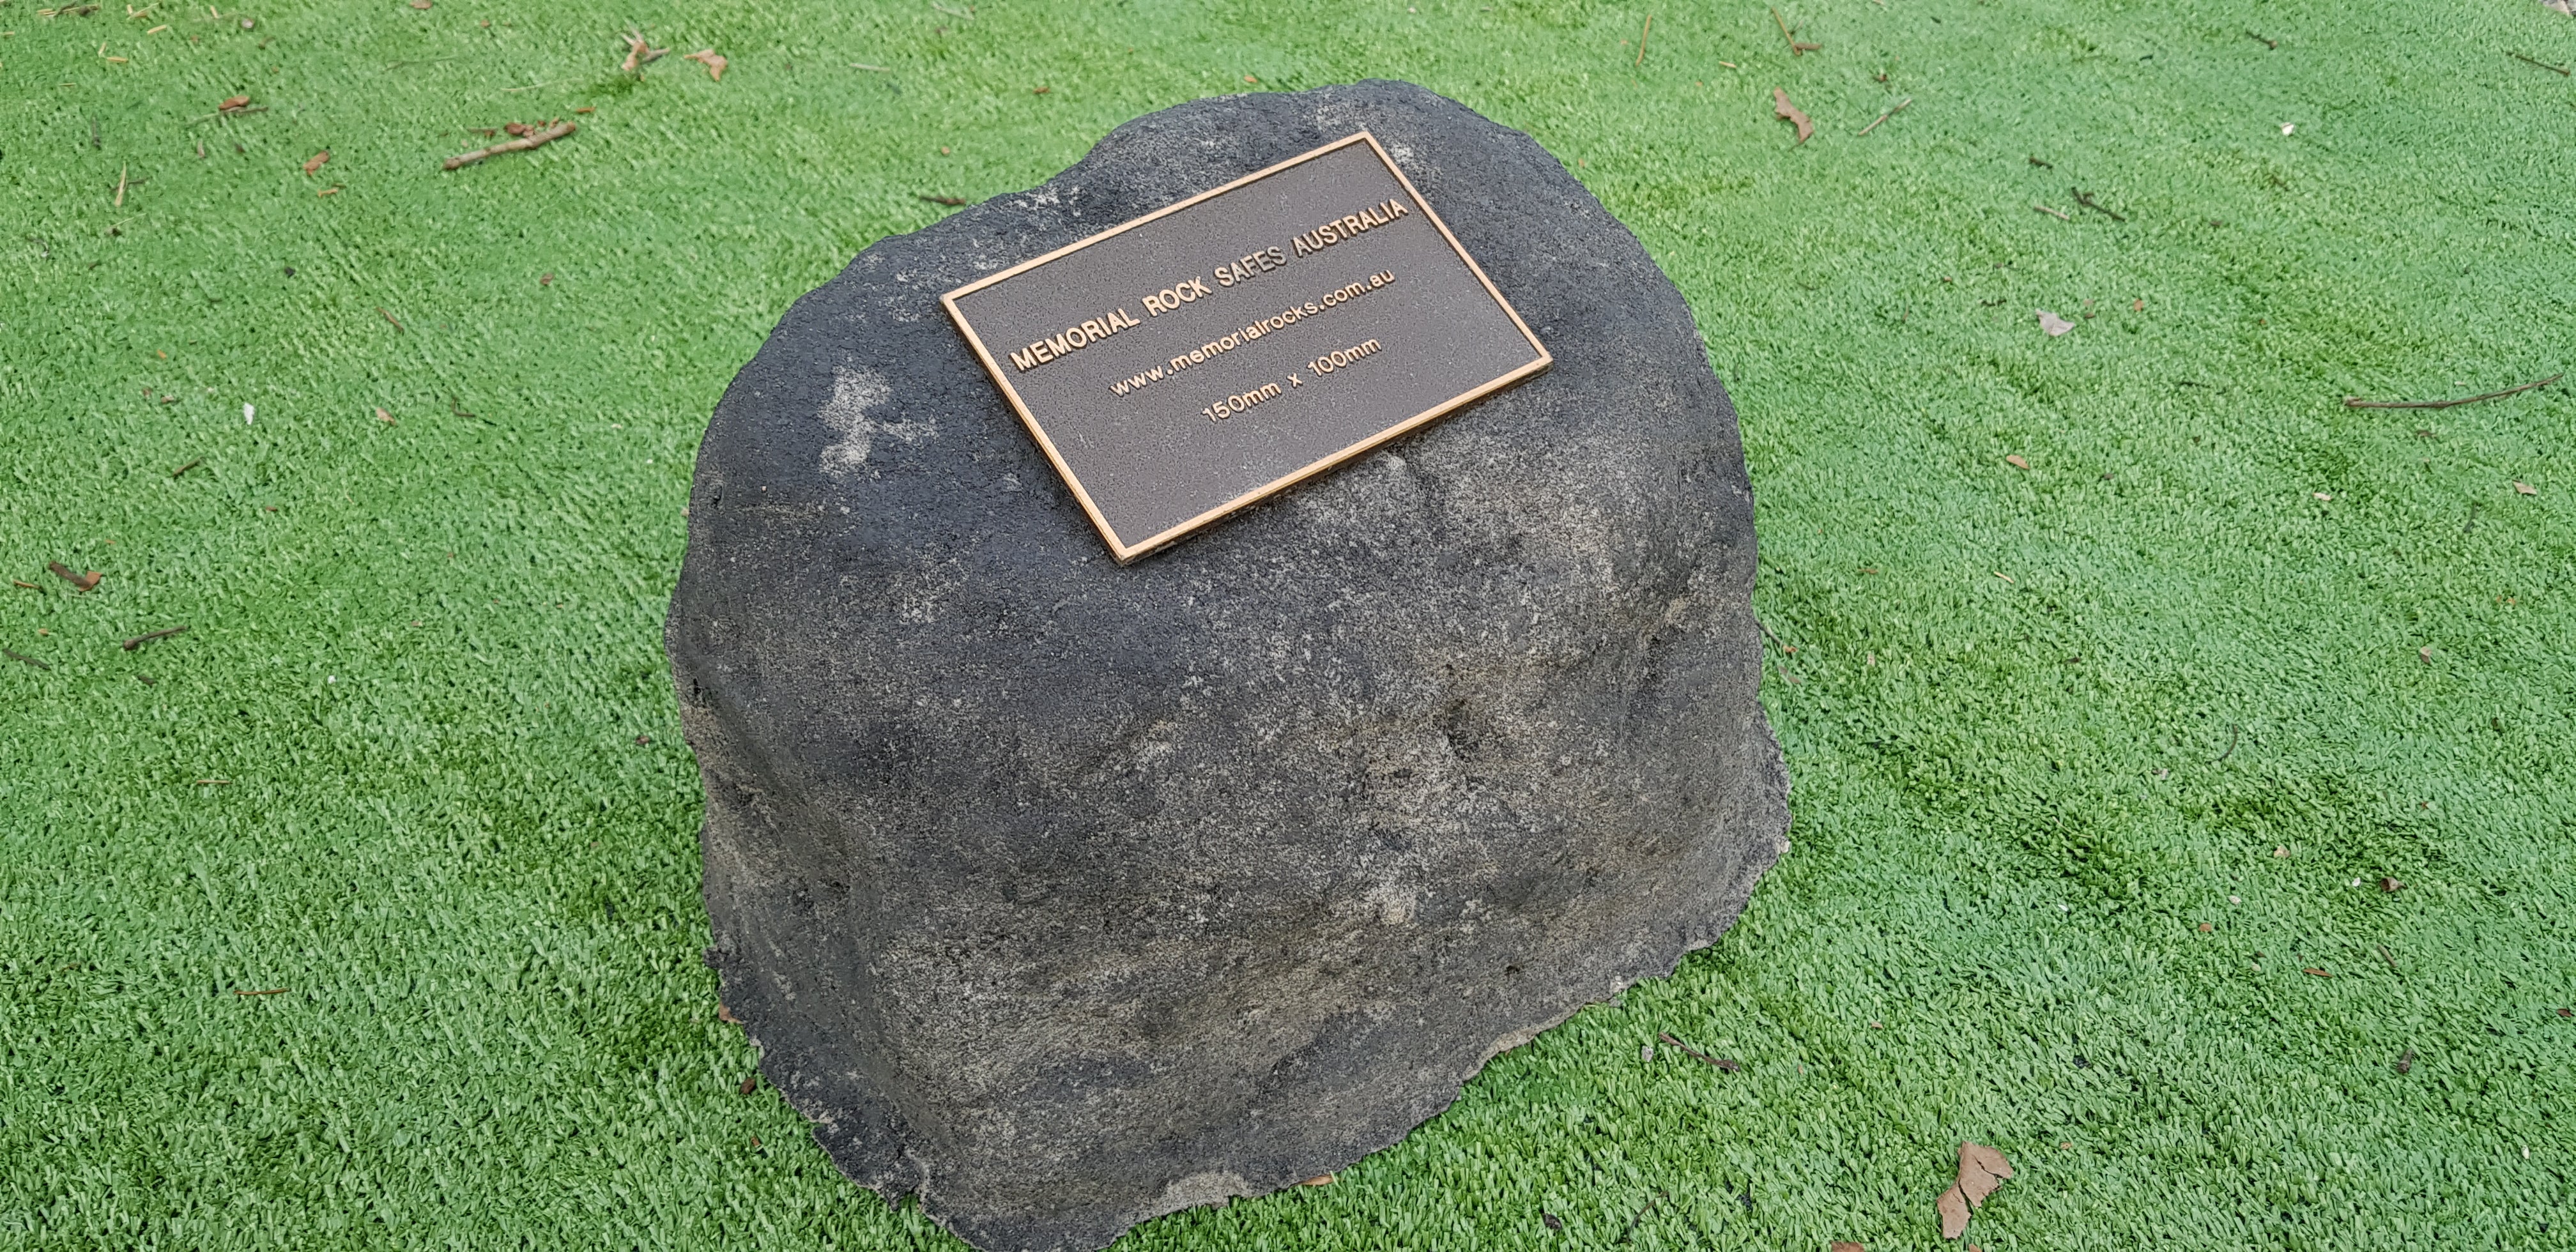 MEMORIAL ROCK SAFES AUSTRALIA
www.memorialrocks.com.au
150mm x 100mm